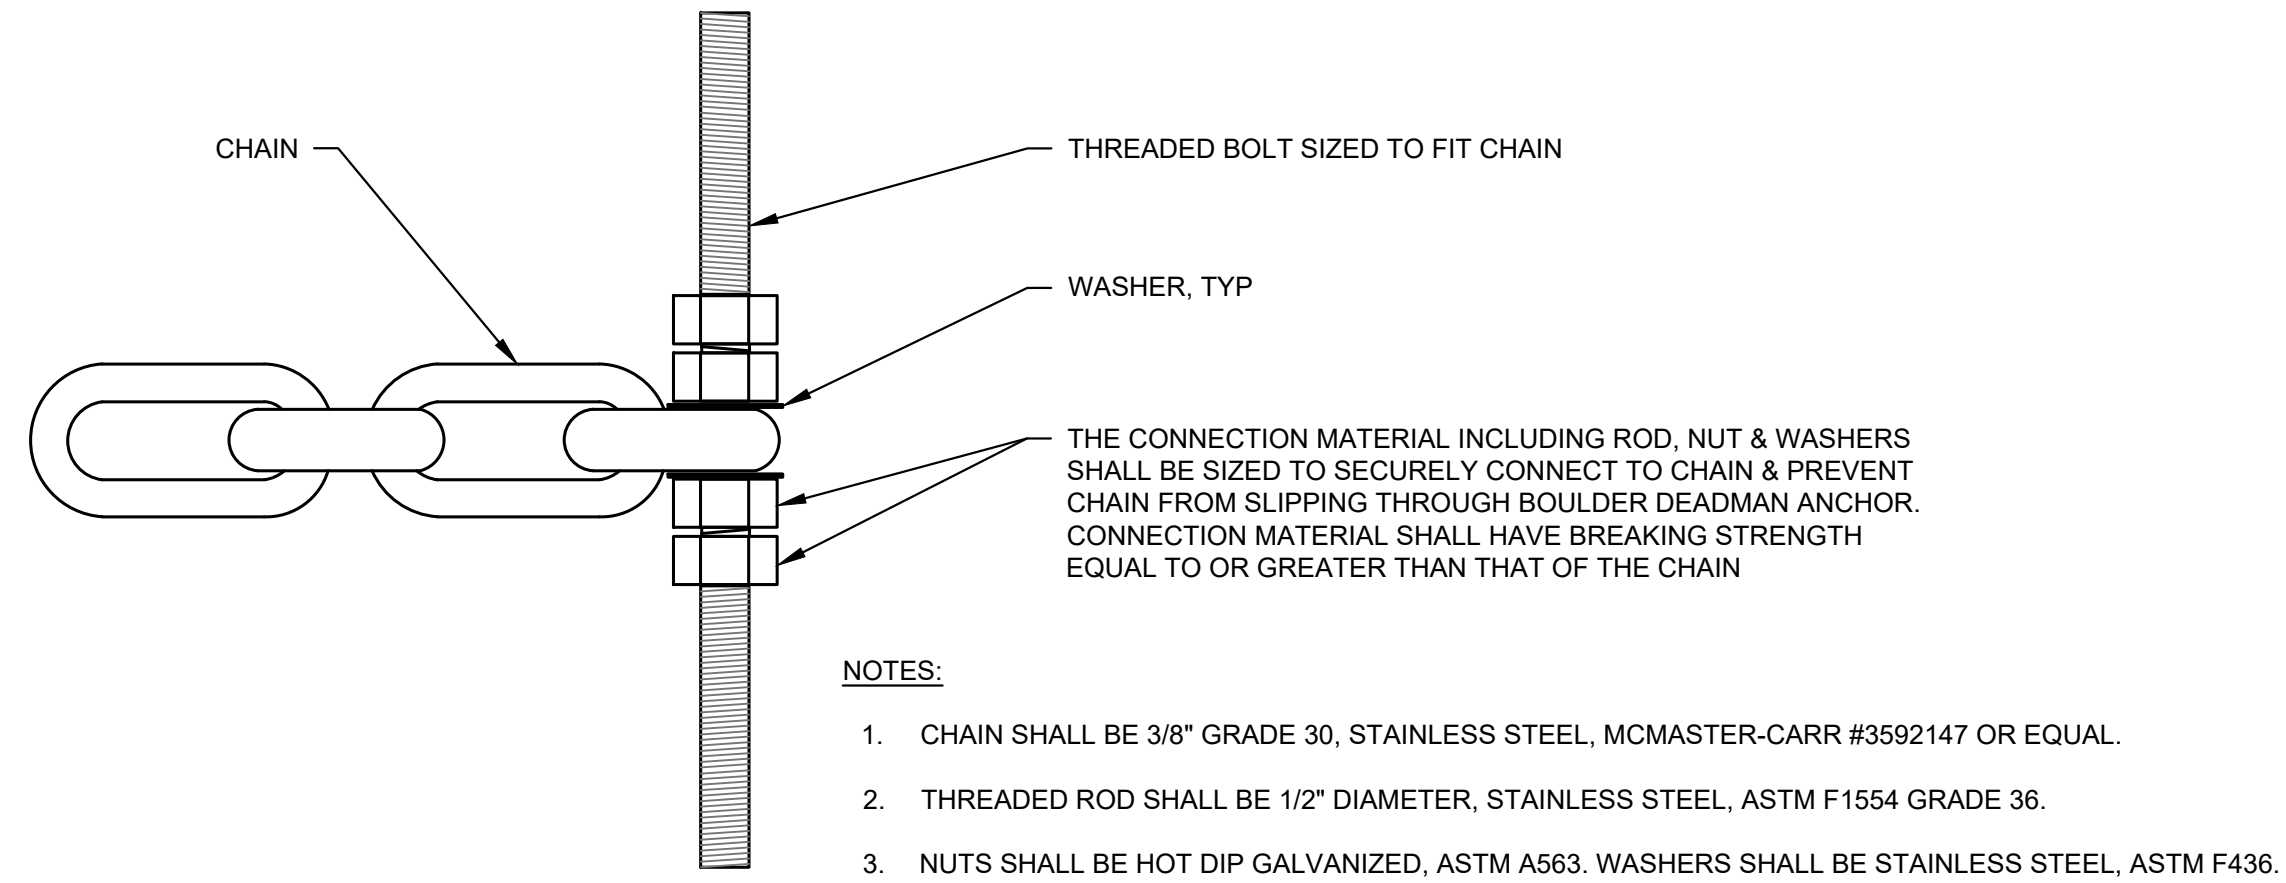 CHAIN
THREADED BOLT SIZED TO FIT CHAIN
WASHER, TYP
THE CONNECTION MATERIAL INCLUDING ROD, NUT & WASHERS
SHALL BE SIZED TO SECURELY CONNECT TO CHAIN & PREVENT
CHAIN FROM SLIPPING THROUGH BOULDER DEADMAN ANCHOR.
CONNECTION MATERIAL SHALL HAVE BREAKING STRENGTH
EQUAL TO OR GREATER THAN THAT OF THE CHAIN
NOTES:
1. CHAIN SHALL BE 3/8" GRADE 30, STAINLESS STEEL, MCMASTER-CARR #3592147 OR EQUAL.
2. THREADED ROD SHALL BE 1/2" DIAMETER, STAINLESS STEEL, ASTM F1554 GRADE 36.
3. NUTS SHALL BE HOT DIP GALVANIZED, ASTM A563. WASHERS SHALL BE STAINLESS STEEL, ASTM F436.